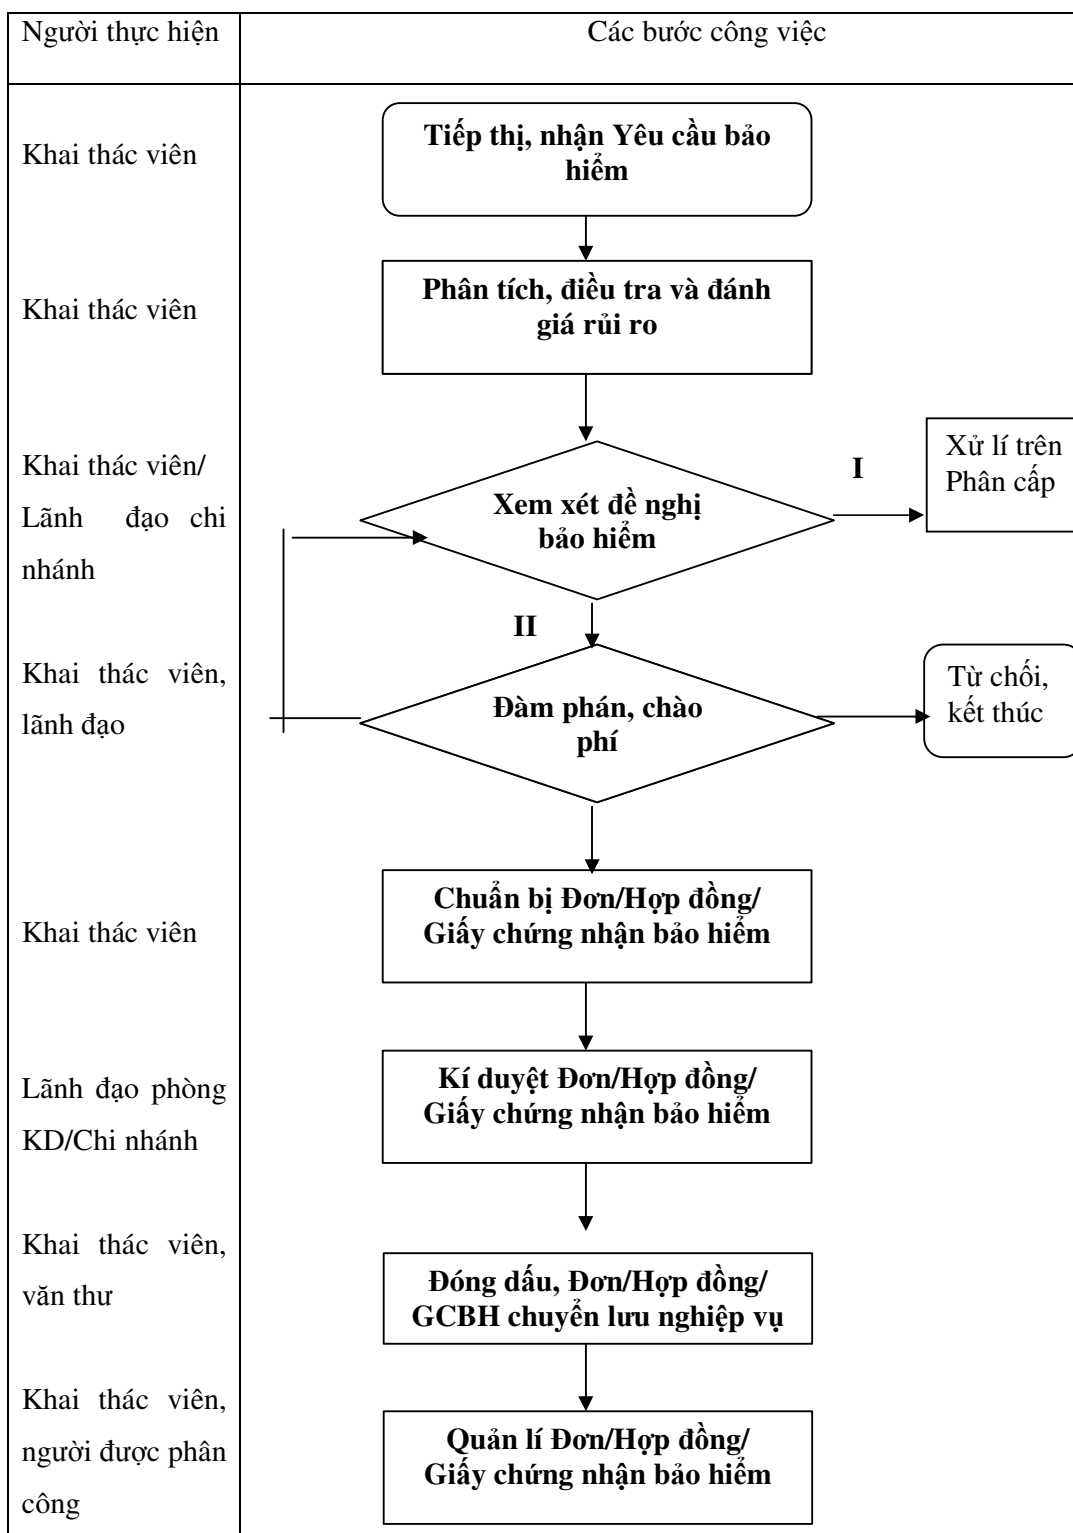 Người thực hiện
Các bước công việc
Khai thác viên
Tiếp thị, nhận Yêu cầu bảo
hiểm
Khai thác viên
Phân tích, điều tra và đánh
giá rủi ro
Khai thác viên/
Lãnh đạo chi
nhánh
Xem xét đề nghị
bảo hiểm
I
Xử lí trên
Phân cấp
II
Khai thác viên,
lãnh đạo
Đàm phán, chào
phí
Từ chối,
kết thúc
Khai thác viên
Chuẩn bị Đơn/Hợp đồng/
Giấy chứng nhận bảo hiểm
Lãnh đạo phòng
KD/Chi nhánh
Kí duyệt Đơn/Hợp đồng/
Giấy chứng nhận bảo hiểm
Khai thác viên,
văn thư
Đóng dấu, Đơn/Hợp đồng/
GCBH chuyển lưu nghiệp vụ
Khai thác viên,
người được phân
công
Quản lí Đơn/Hợp đồng/
Giấy chứng nhận bảo hiểm